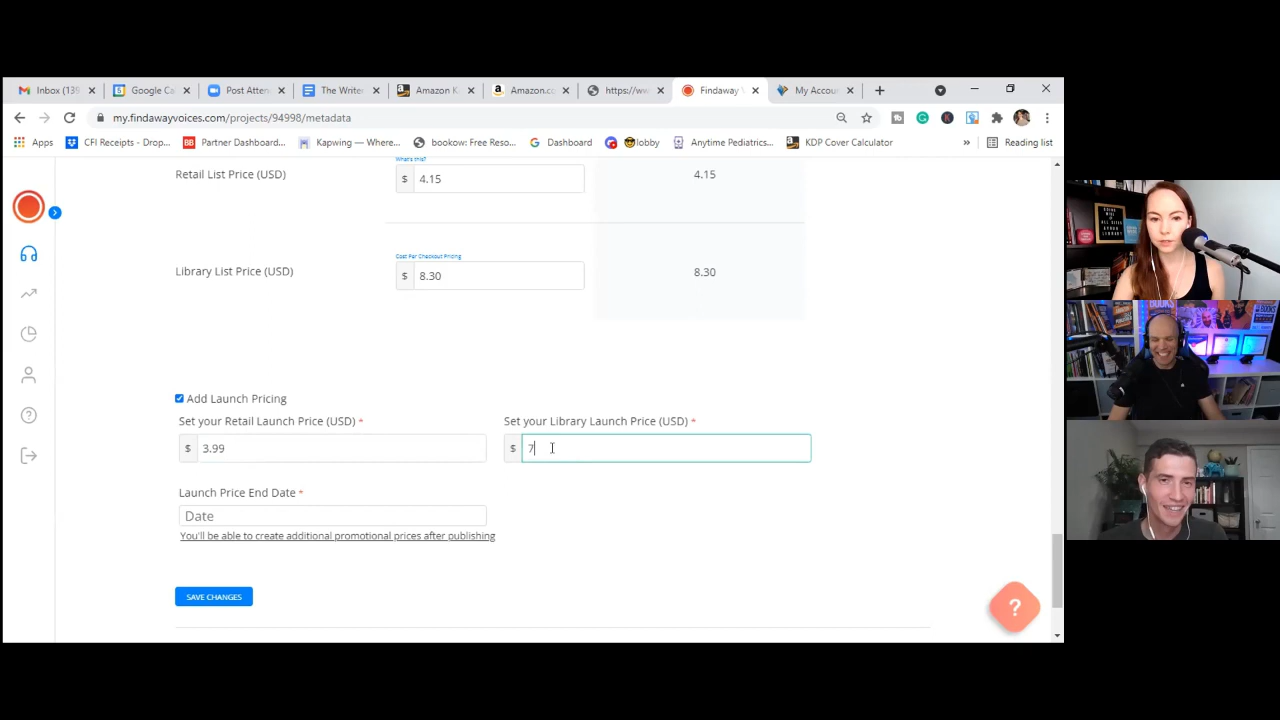 Inbox (139
Google Ca
Post Atten
The Writer
Amazon K
Amazon.co
https://ww
Findaway V
My Accou
my.findawayvoices.com/projects/94998/metadata
Apps
CFI Receipts - Drop...
Partner Dashboard...
Kapwing — Where...
bookow: Free Reso...
Dashboard
lobby
Anytime Pediatrics...
KDP Cover Calculator
»
Reading list
What's this?
Retail List Price (USD)
$ 4.15
4.15
Cost Per Checkout Pricing
Library List Price (USD)
$ 8.30
8.30
Add Launch Pricing
Set your Retail Launch Price (USD) *
Set your Library Launch Price (USD) *
$ 3.99
$ 7
Launch Price End Date *
Date
You'll be able to create additional promotional prices after publishing
SAVE CHANGES
?
BOOKS